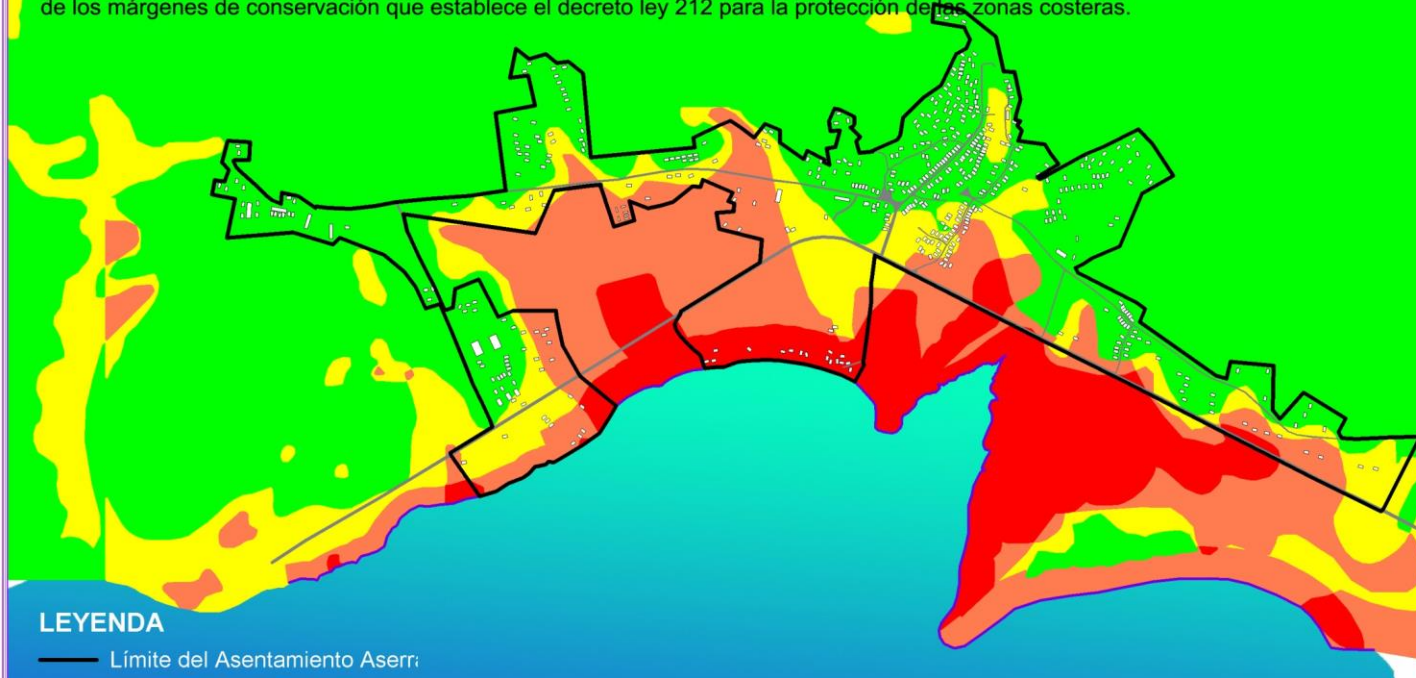 de los márgenes de conservación que establece el decreto ley 212 para la protección de las zonas costeras.
LEYENDA
Límite del Asentamiento Aserr